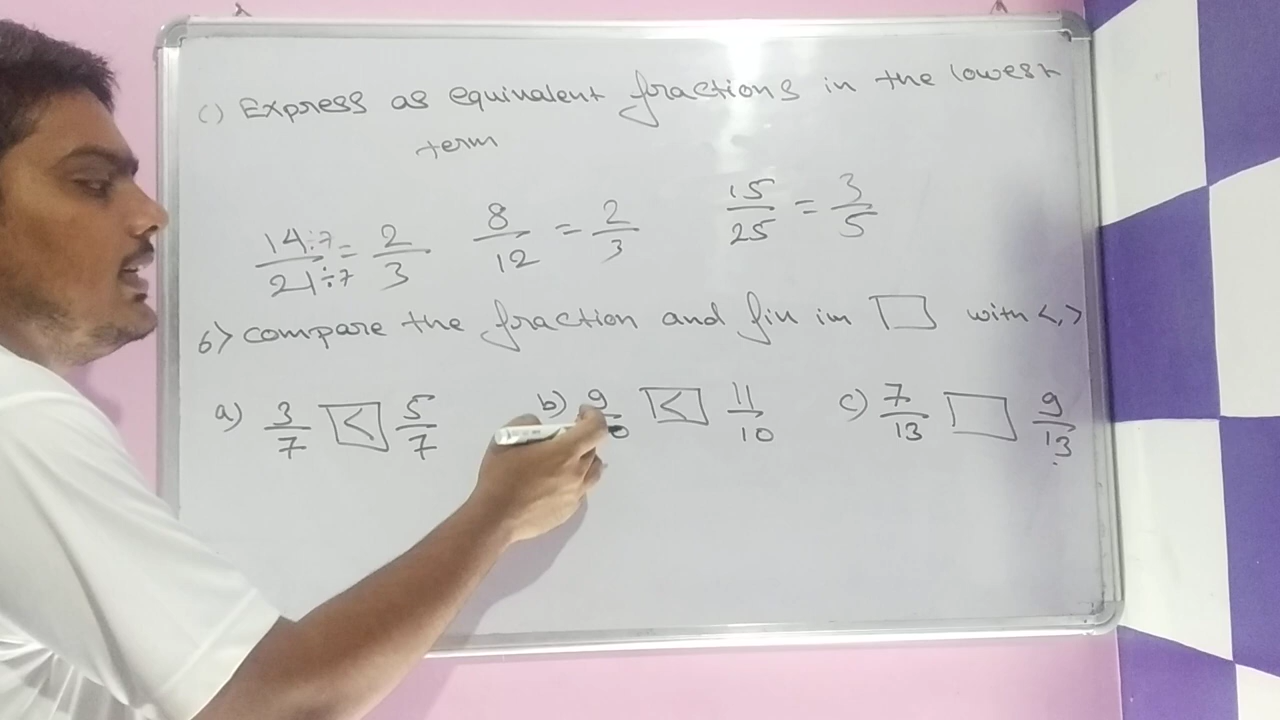 c) Express as equivalent fractions in the lowest
term
14÷7/21÷7 = 2/3 8/12 = 2/3 15/25 = 3/5
6> compare the fraction and fill in □ with <, >
a) 3/7 < 5/7 b) 9/10 < 11/10 c) 7/13 □ 9/13